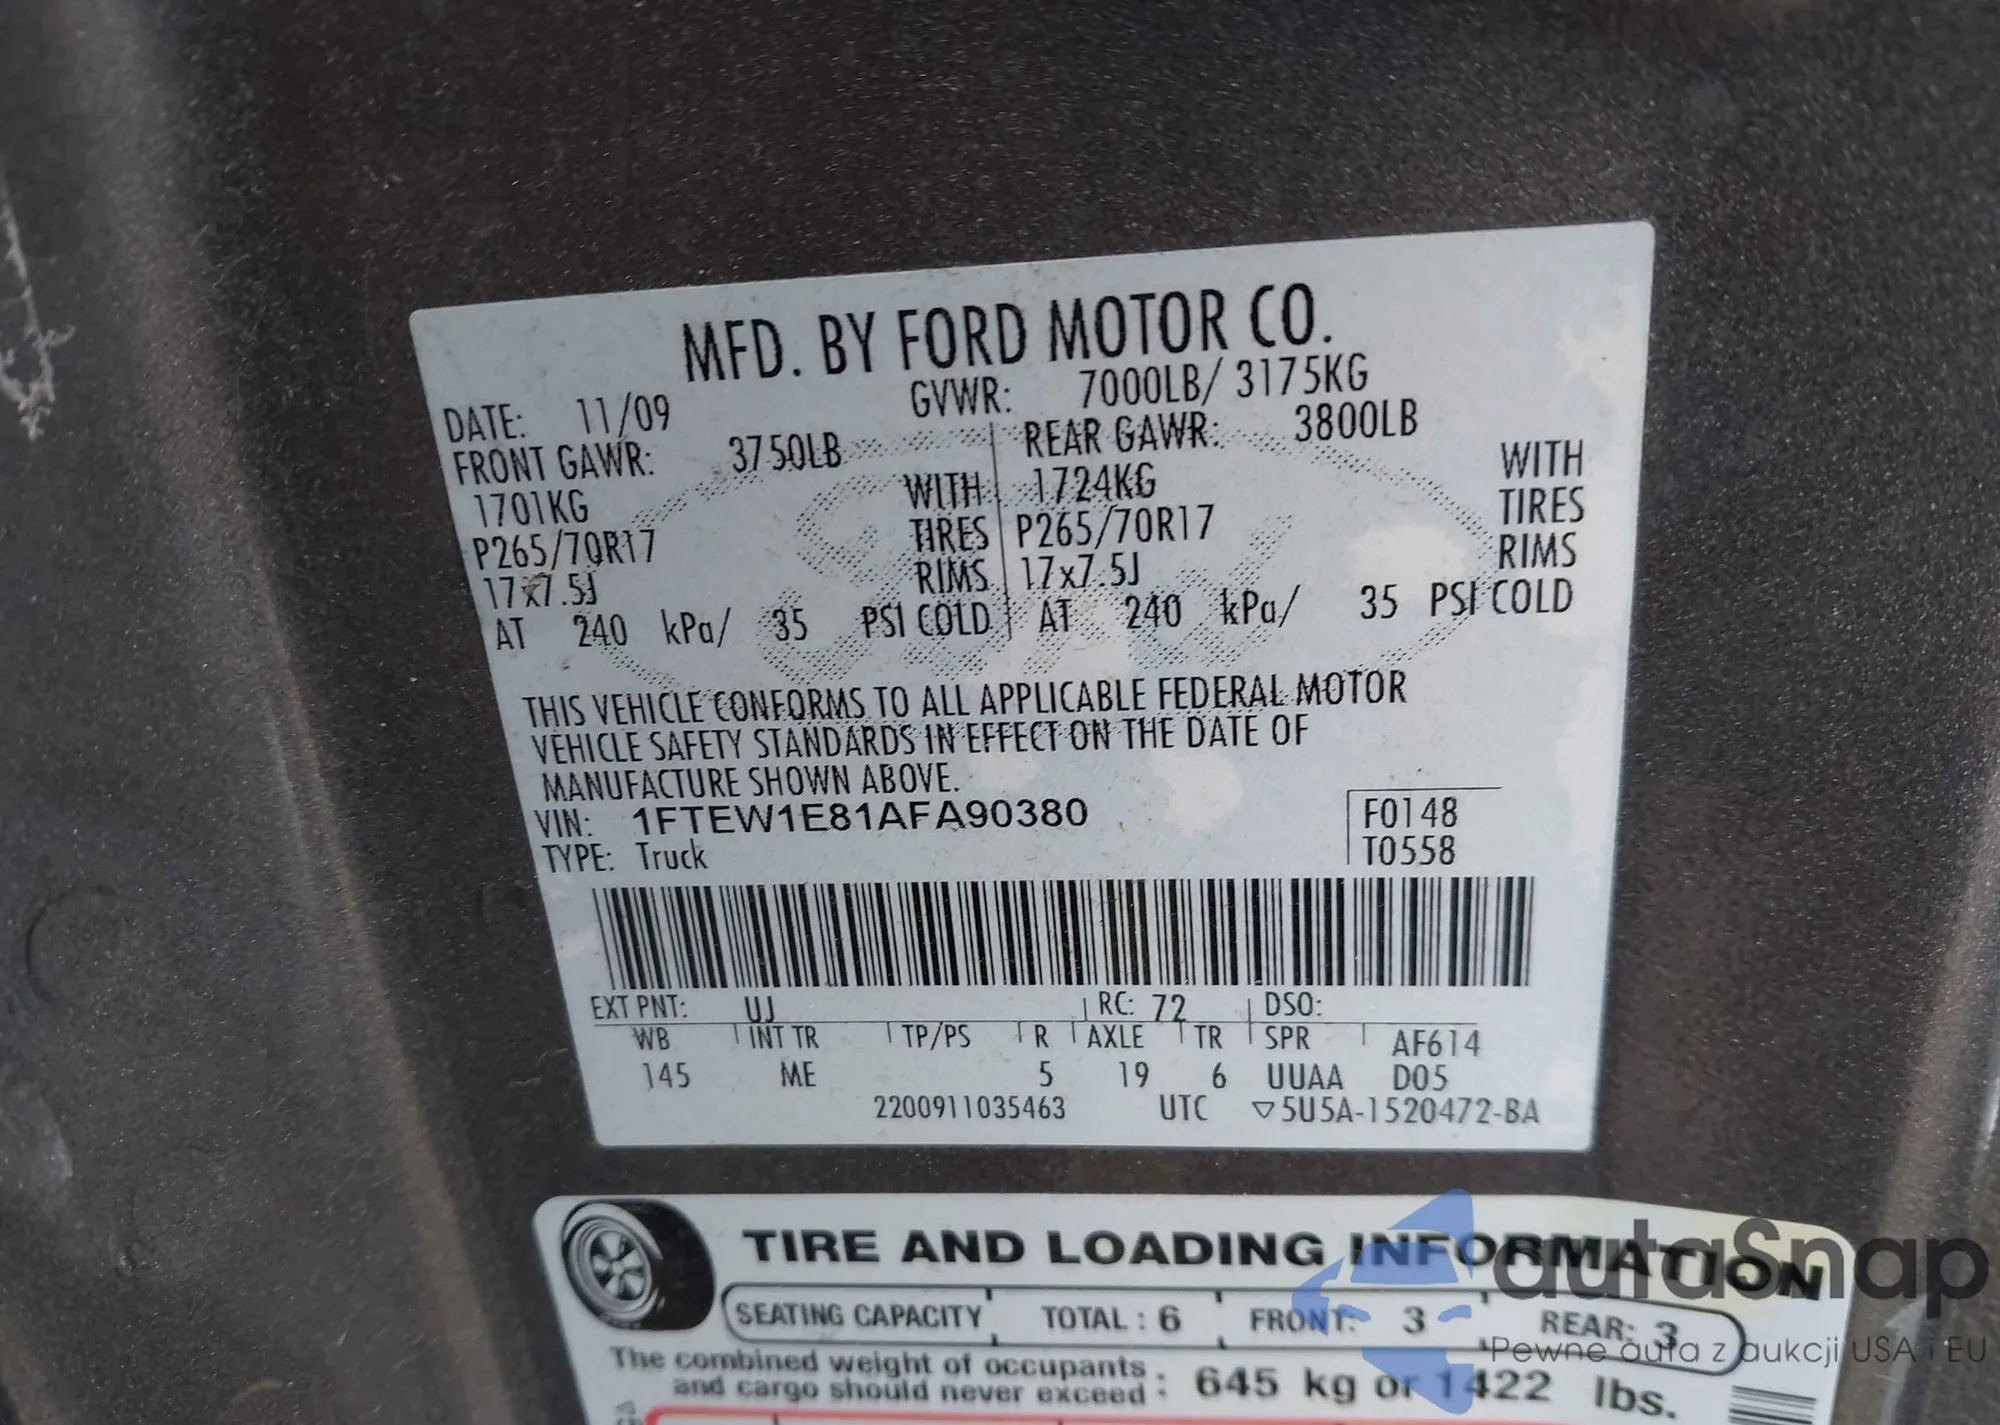 MFD. BY FORD MOTOR CO.
DATE: 11/09 GVWR: 7000LB/ 3175KG
FRONT GAWR: 3750LB REAR GAWR: 3800LB
1701KG WITH 1724KG WITH
P265/70R17 TIRES P265/70R17 TIRES
17x7.5J RIMS 17x7.5J RIMS
AT 240 kPa/ 35 PSI COLD AT 240 kPa/ 35 PSI COLD
THIS VEHICLE CONFORMS TO ALL APPLICABLE FEDERAL MOTOR
VEHICLE SAFETY STANDARDS IN EFFECT ON THE DATE OF
MANUFACTURE SHOWN ABOVE.
VIN: 1FTEW1E81AFA90380 F0148
TYPE: Truck T0558
EXT PNT: UJ RC: 72 DSO:
WB INT TR TP/PS R AXLE TR SPR AF614
145 ME 5 19 6 UUAA D05
2200911035463 UTC ▽5U5A-1520472-BA
TIRE AND LOADING INFORMATION
SEATING CAPACITY TOTAL : 6 FRONT: 3 REAR: 3
The combined weight of occupants
and cargo should never exceed : 645 kg or 1422 lbs.
autaSnap
Pewne auta z aukcji USA i EU